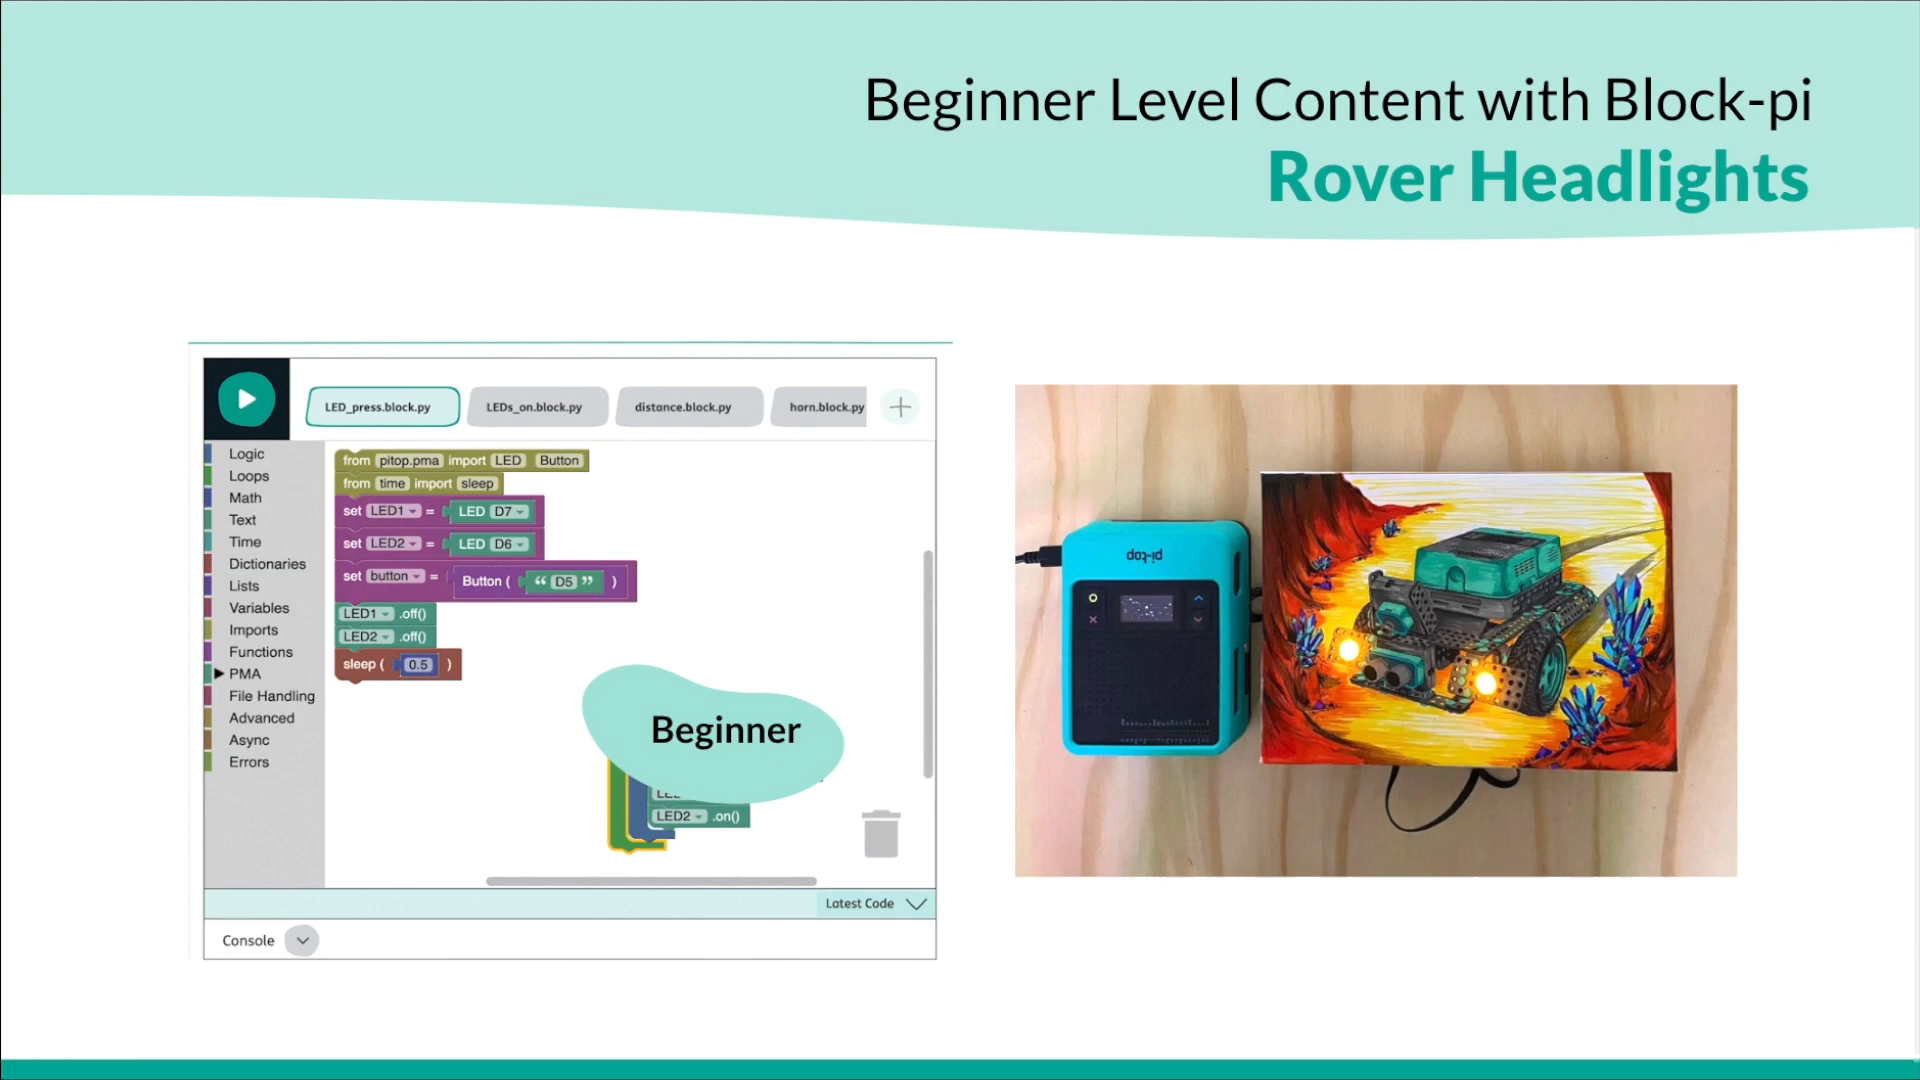 Beginner Level Content with Block-pi
Rover Headlights
LED_press.block.py
LEDs_on.block.py
distance.block.py
horn.block.py
Logic
Loops
Math
Text
Time
Dictionaries
Lists
Variables
Imports
Functions
PMA
File Handling
Advanced
Async
Errors
from pitop.pma import LED Button
from time import sleep
set LED1 = LED D7
set LED2 = LED D6
set button = Button ( “ D5 ” )
LED1 .off()
LED2 .off()
sleep ( 0.5 )
Beginner
LED2 .on()
Latest Code
Console
pi-top